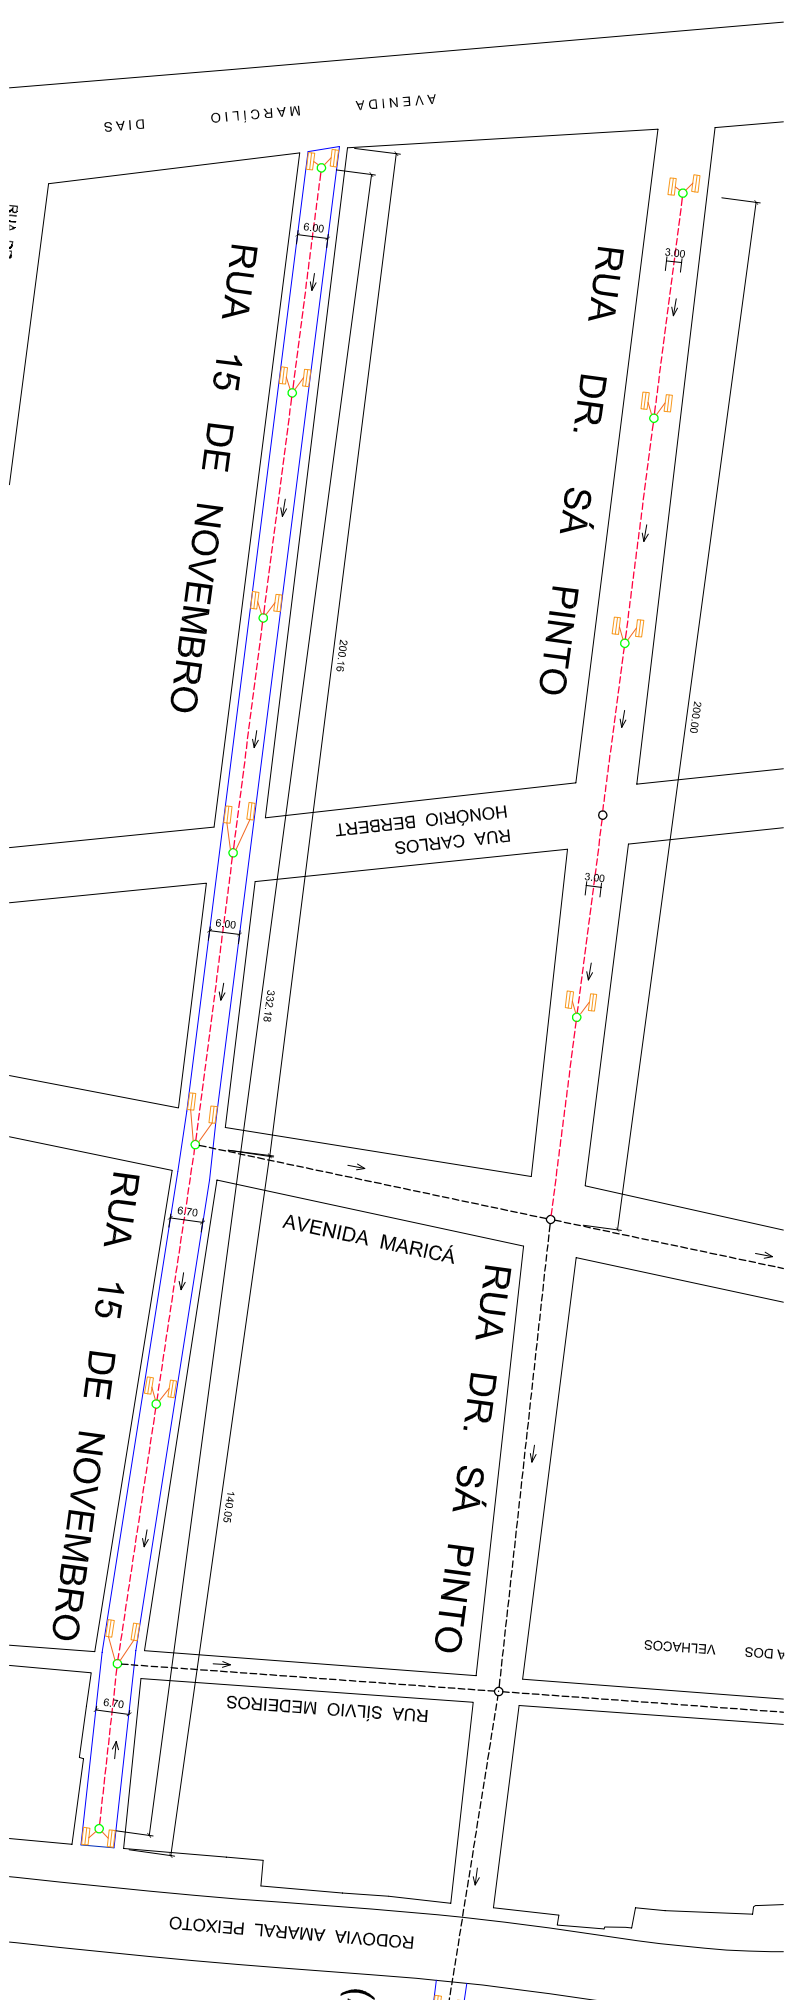 AVENIDA MARCÍLIO DIAS
6.00
3.00
RUA 15 DE NOVEMBRO
RUA DR. SÁ PINTO
200.16
200.00
RUA CARLOS
HONÓRIO BERBERT
3.00
6.00
332.18
6.70
AVENIDA MARICÁ
RUA 15 DE NOVEMBRO
RUA DR. SÁ PINTO
140.05
DOS VELHACOS
RUA SÍLVIO MEDEIROS
6.70
RODOVIA AMARAL PEIXOTO